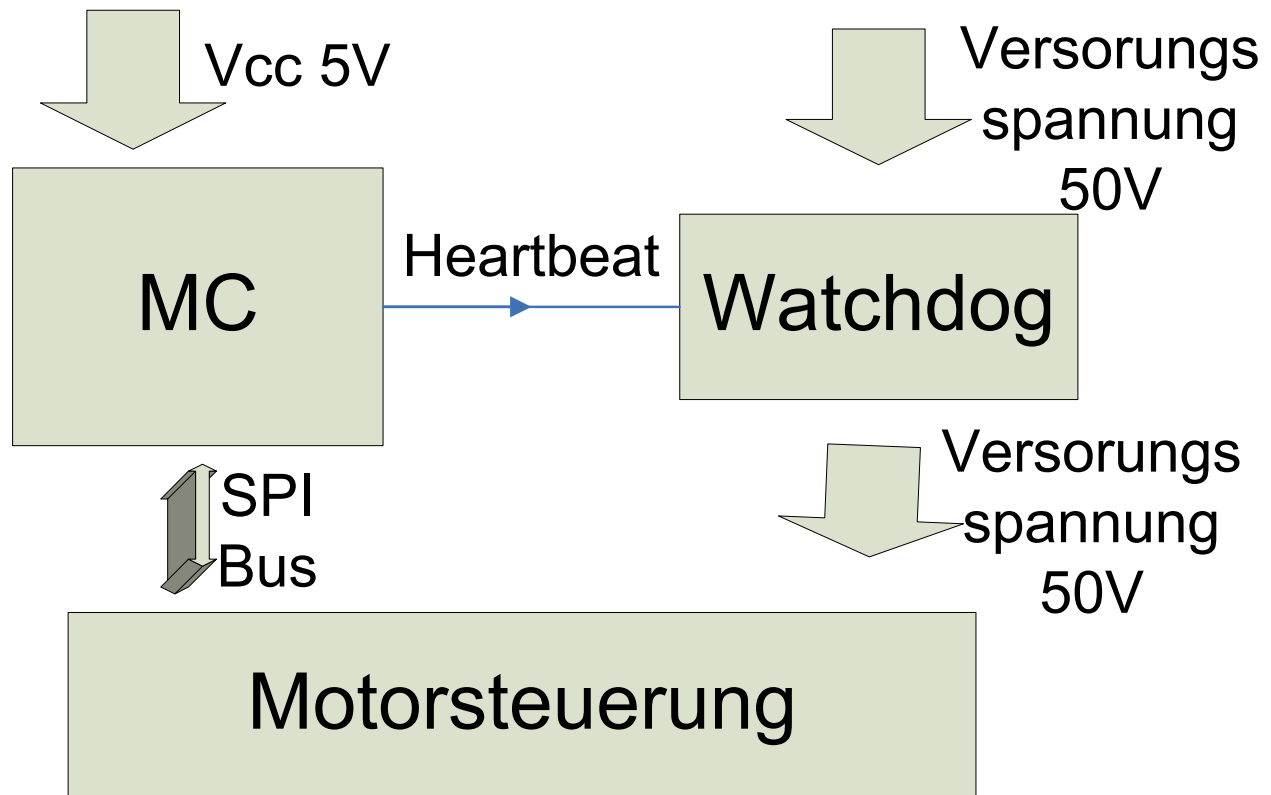 Vcc 5V
Versorungs
spannung
50V
MC
Heartbeat
Watchdog
SPI
Bus
Versorungs
spannung
50V
Motorsteuerung